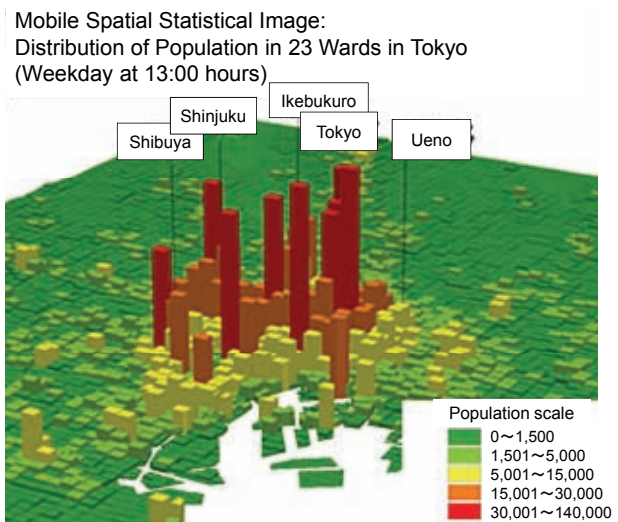 Mobile Spatial Statistical Image:
Distribution of Population in 23 Wards in Tokyo
(Weekday at 13:00 hours)
Ikebukuro
Shinjuku
Tokyo
Shibuya
Ueno
Population scale
0～1,500
1,501～5,000
5,001～15,000
15,001～30,000
30,001～140,000